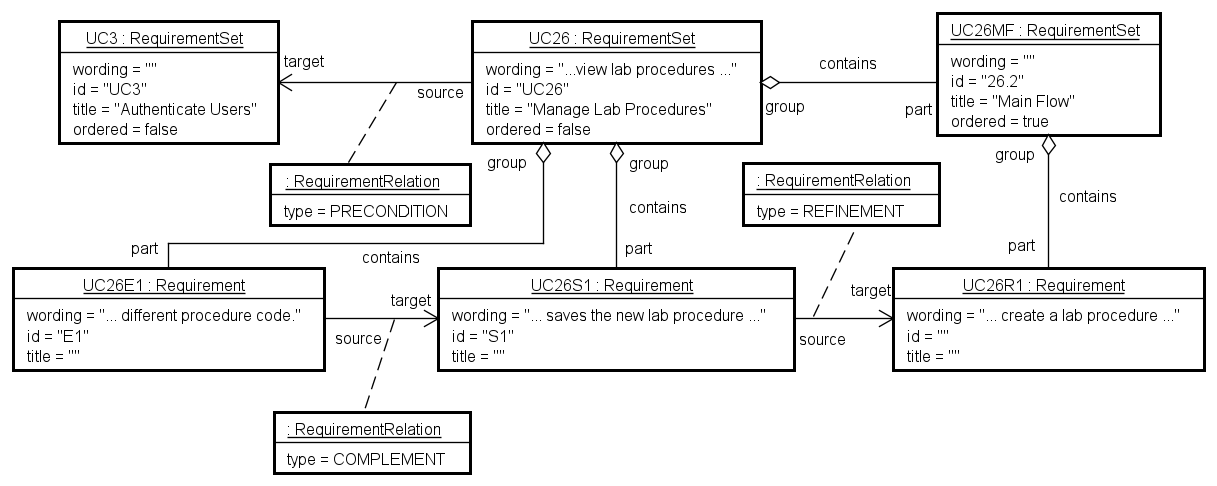 UC3 : RequirementSet
wording = ""
id = "UC3"
title = "Authenticate Users"
ordered = false
target
source
UC26 : RequirementSet
wording = "...view lab procedures ..."
id = "UC26"
title = "Manage Lab Procedures"
ordered = false
contains
group
part
UC26MF : RequirementSet
wording = ""
id = "26.2"
title = "Main Flow"
ordered = true
: RequirementRelation
type = PRECONDITION
group
group
contains
part
part
contains
: RequirementRelation
type = REFINEMENT
group
contains
part
UC26E1 : Requirement
wording = "... different procedure code."
id = "E1"
title = ""
target
source
UC26S1 : Requirement
wording = "... saves the new lab procedure ..."
id = "S1"
title = ""
target
source
UC26R1 : Requirement
wording = "... create a lab procedure ..."
id = ""
title = ""
: RequirementRelation
type = COMPLEMENT